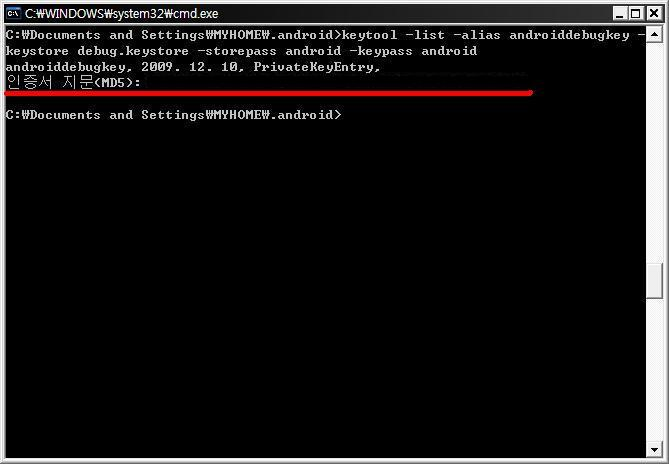 C:\WINDOWS\system32\cmd.exe
C:\Documents and Settings\MYHOME\.android>keytool -list -alias androiddebugkey -
keystore debug.keystore -storepass android -keypass android
androiddebugkey, 2009. 12. 10, PrivateKeyEntry,
인증서 지문(MD5):
C:\Documents and Settings\MYHOME\.android>